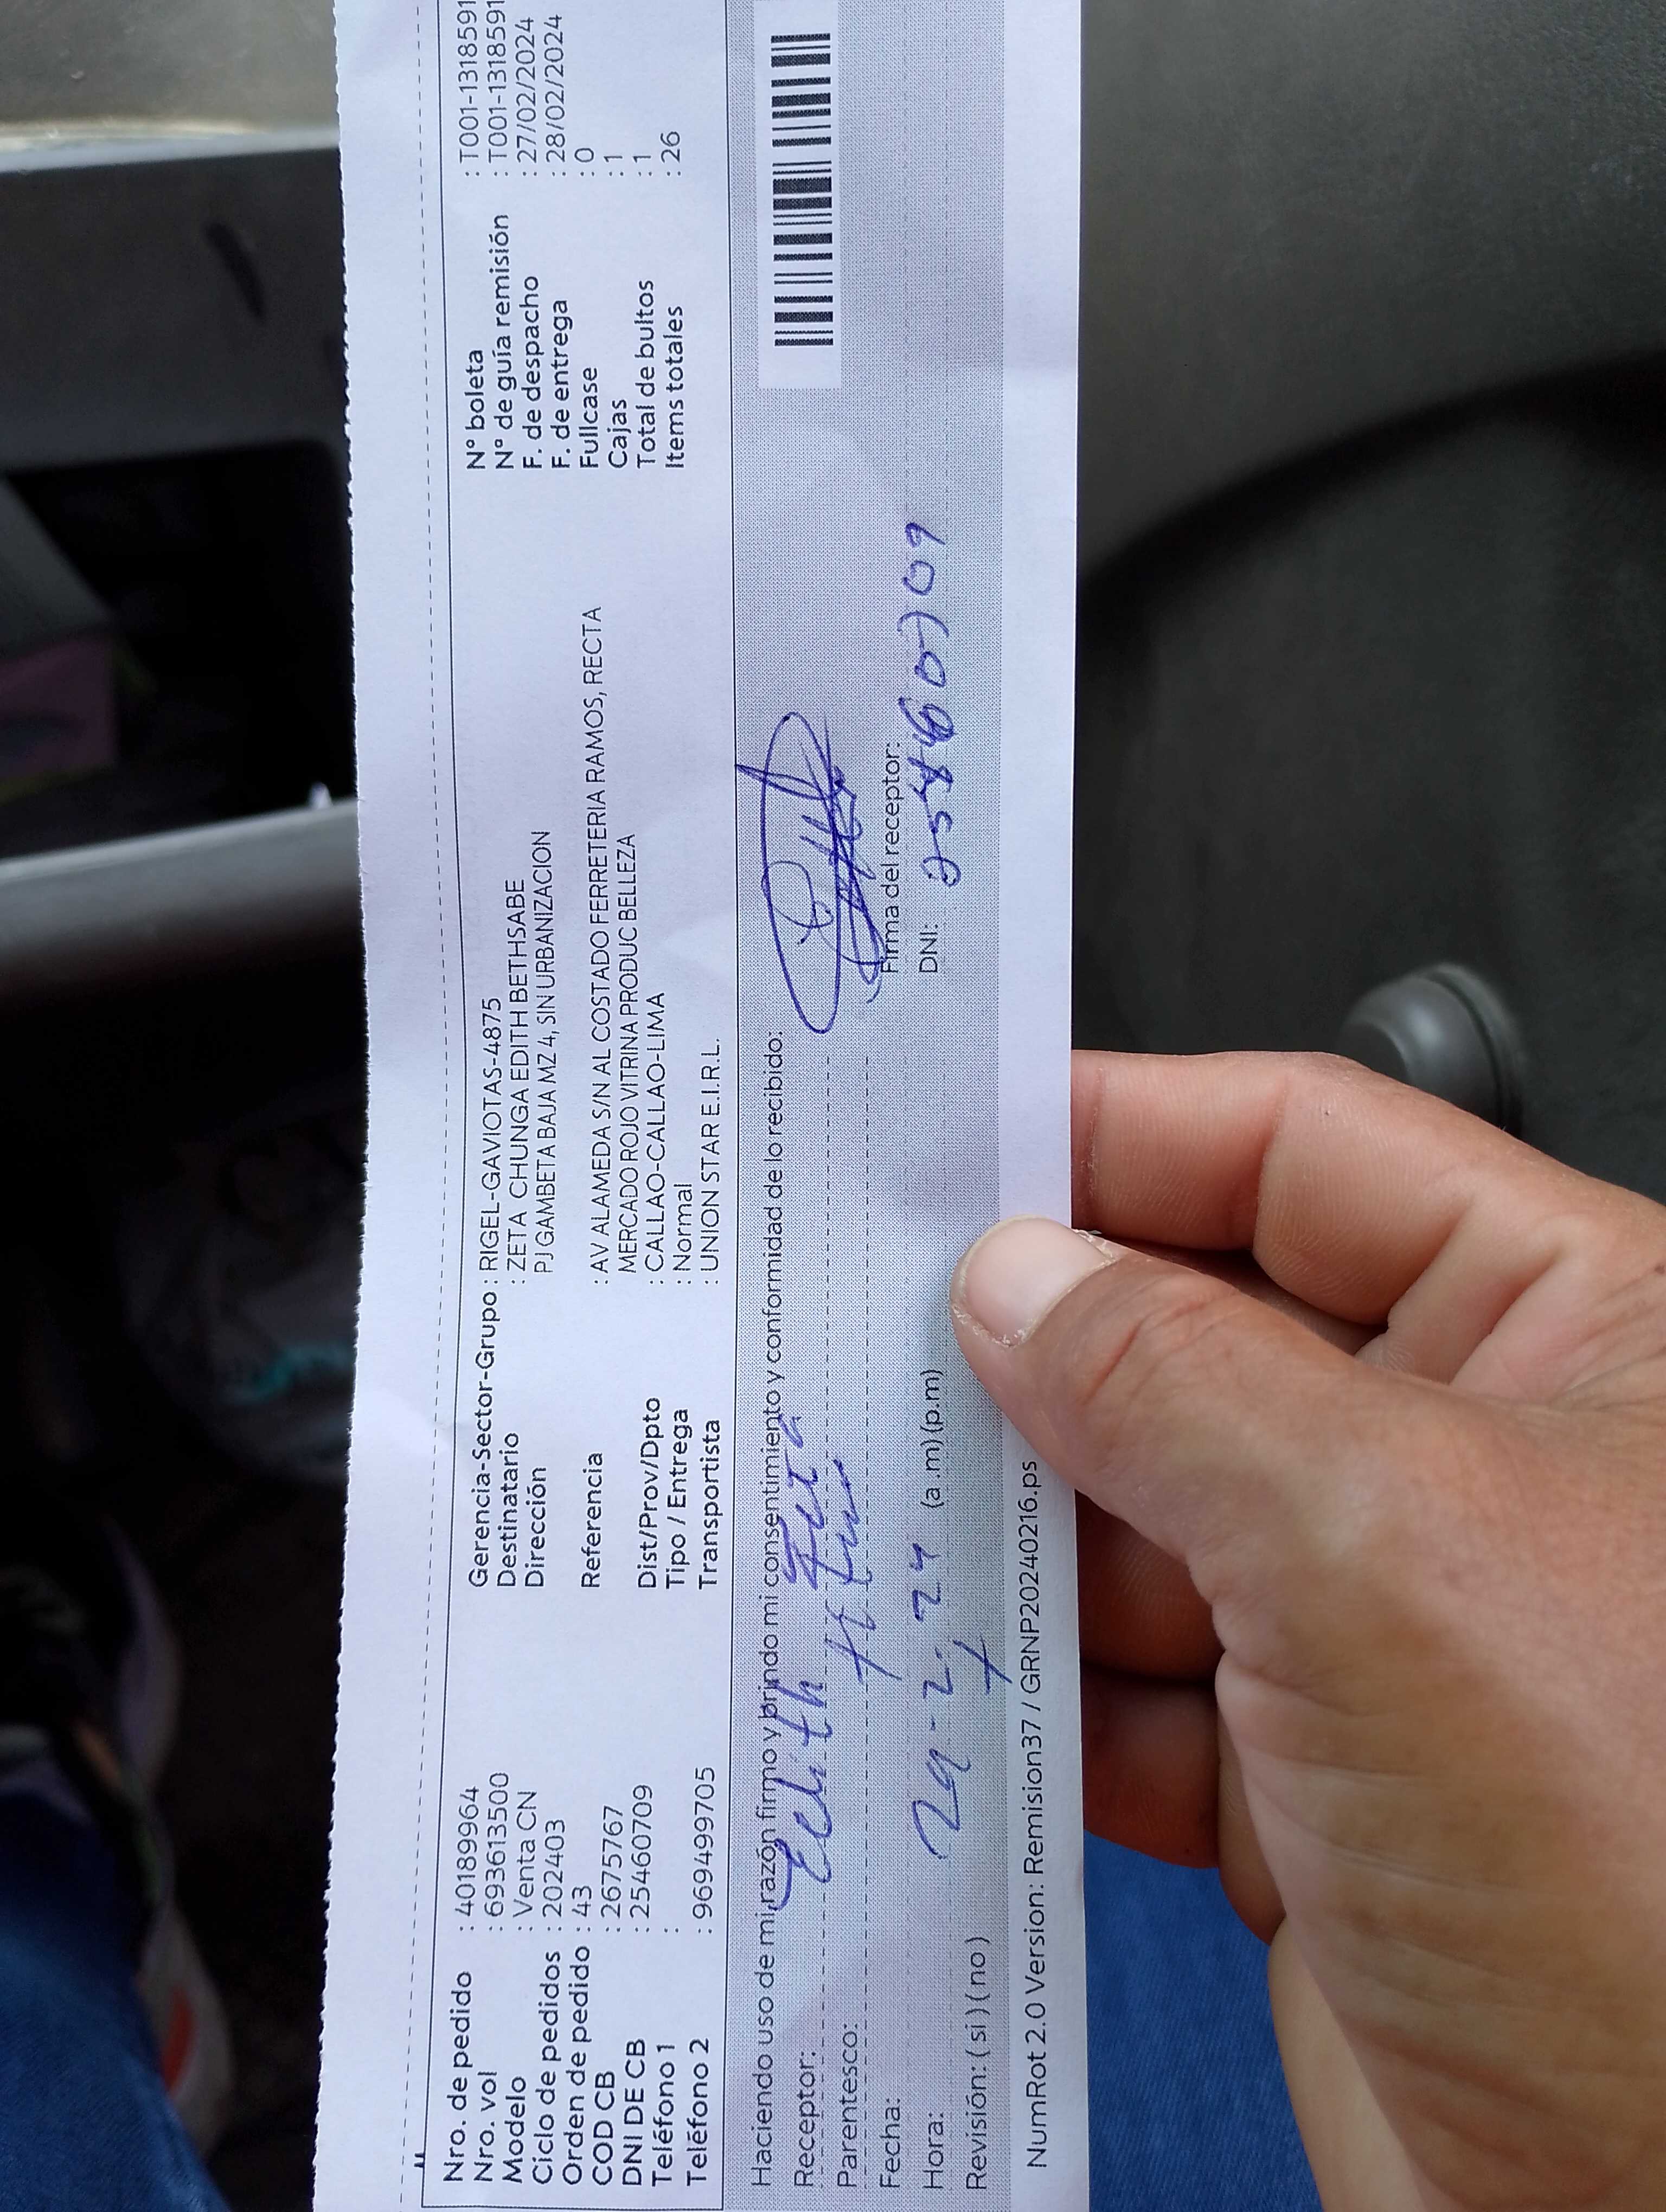 Nro. de pedido : 40189964
Nro. vol : 693613500
Modelo : Venta CN
Ciclo de pedidos : 202403
Orden de pedido : 43
COD CB : 2675767
DNI DE CB : 25460709
Teléfono 1 :
Teléfono 2 : 969499705
Gerencia-Sector-Grupo : RIGEL-GAVIOTAS-4875
Destinatario : ZETA CHUNGA EDITH BETHSABE
Dirección PJ GAMBETA BAJA MZ 4, SIN URBANIZACION
Referencia : AV ALAMEDA S/N AL COSTADO FERRETERIA RAMOS, RECTA
MERCADO ROJO VITRINA PRODUC BELLEZA
Dist/Prov/Dpto : CALLAO-CALLAO-LIMA
Tipo / Entrega : Normal
Transportista : UNION STAR E.I.R.L.
N° boleta : T001-1318591
N° de guía remisión : T001-1318591
F. de despacho : 27/02/2024
F. de entrega : 28/02/2024
Fullcase : 0
Cajas : 1
Total de bultos : 1
Items totales : 26
Haciendo uso de mi razón firmo y brindo mi consentimiento y conformidad de lo recibido:
Receptor: Edith Zeta
Parentesco:
Fecha:
Hora: 29-2-24 (a.m) (p.m)
Revisión: ( si ) ( no )
Firma del receptor:
DNI:
NumRot 2.0 Version: Remision37 / GRNP20240216.ps